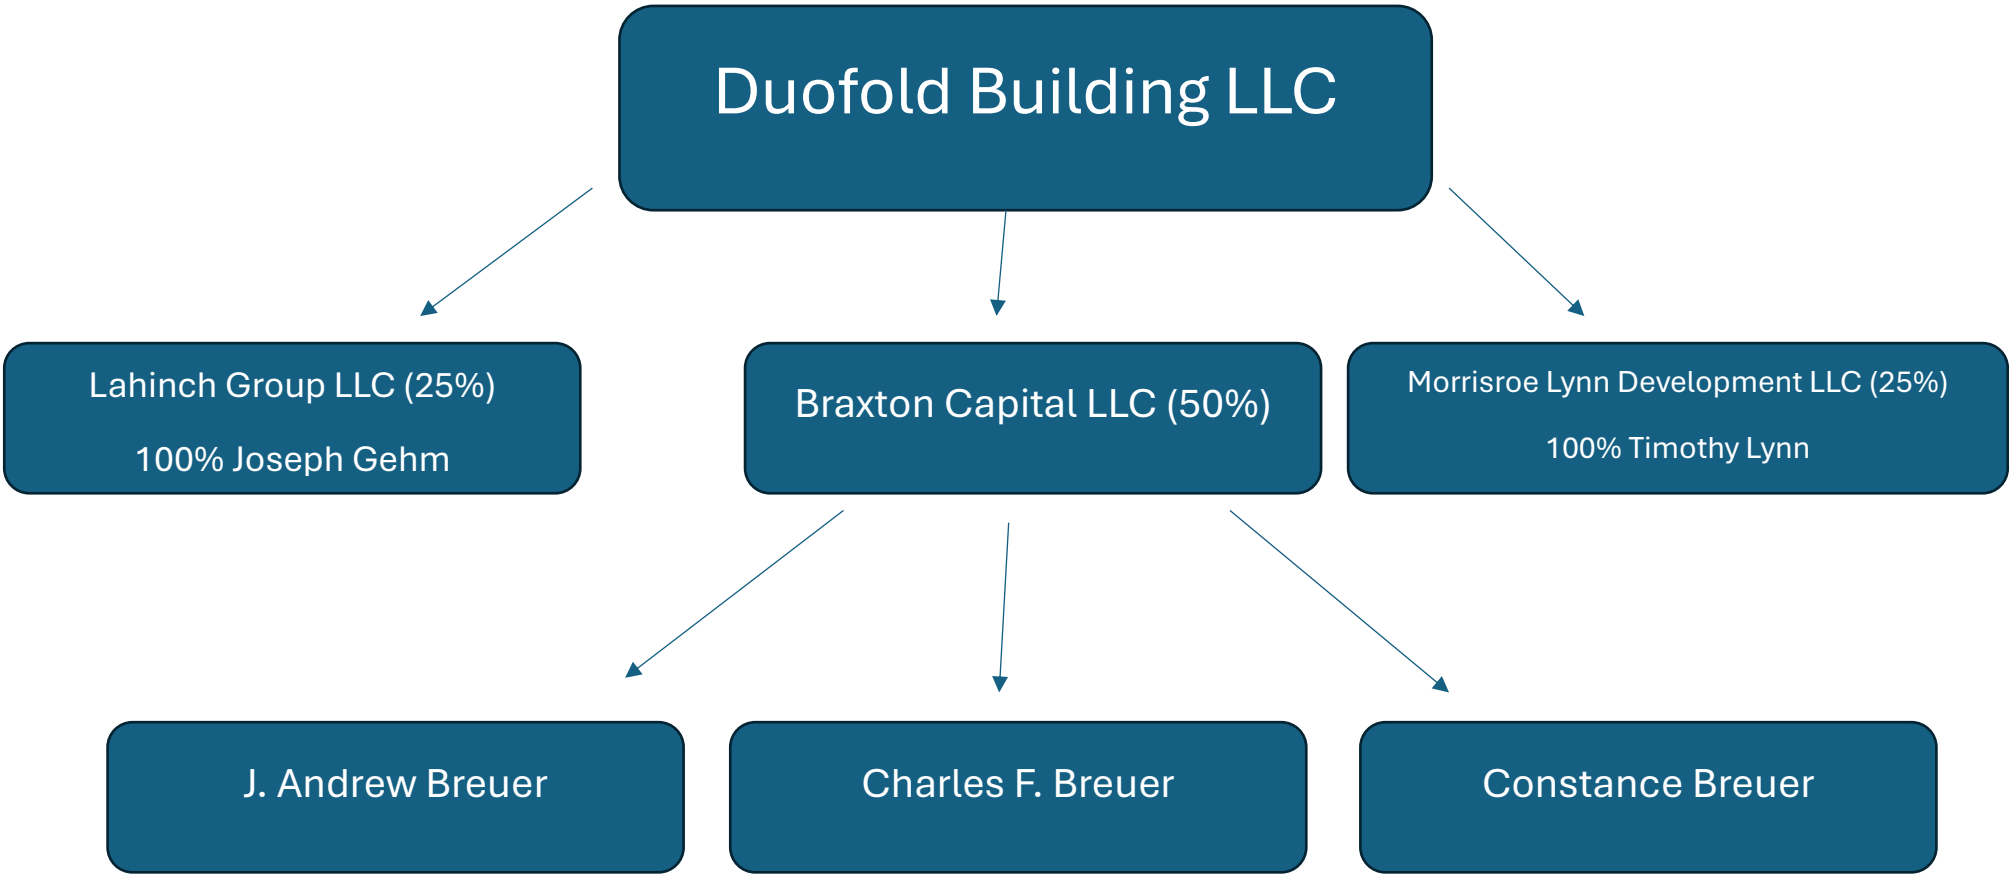 Duofold Building LLC
Lahinch Group LLC (25%)
100% Joseph Gehm
Braxton Capital LLC (50%)
Morrisroe Lynn Development LLC (25%)
100% Timothy Lynn
J. Andrew Breuer
Charles F. Breuer
Constance Breuer